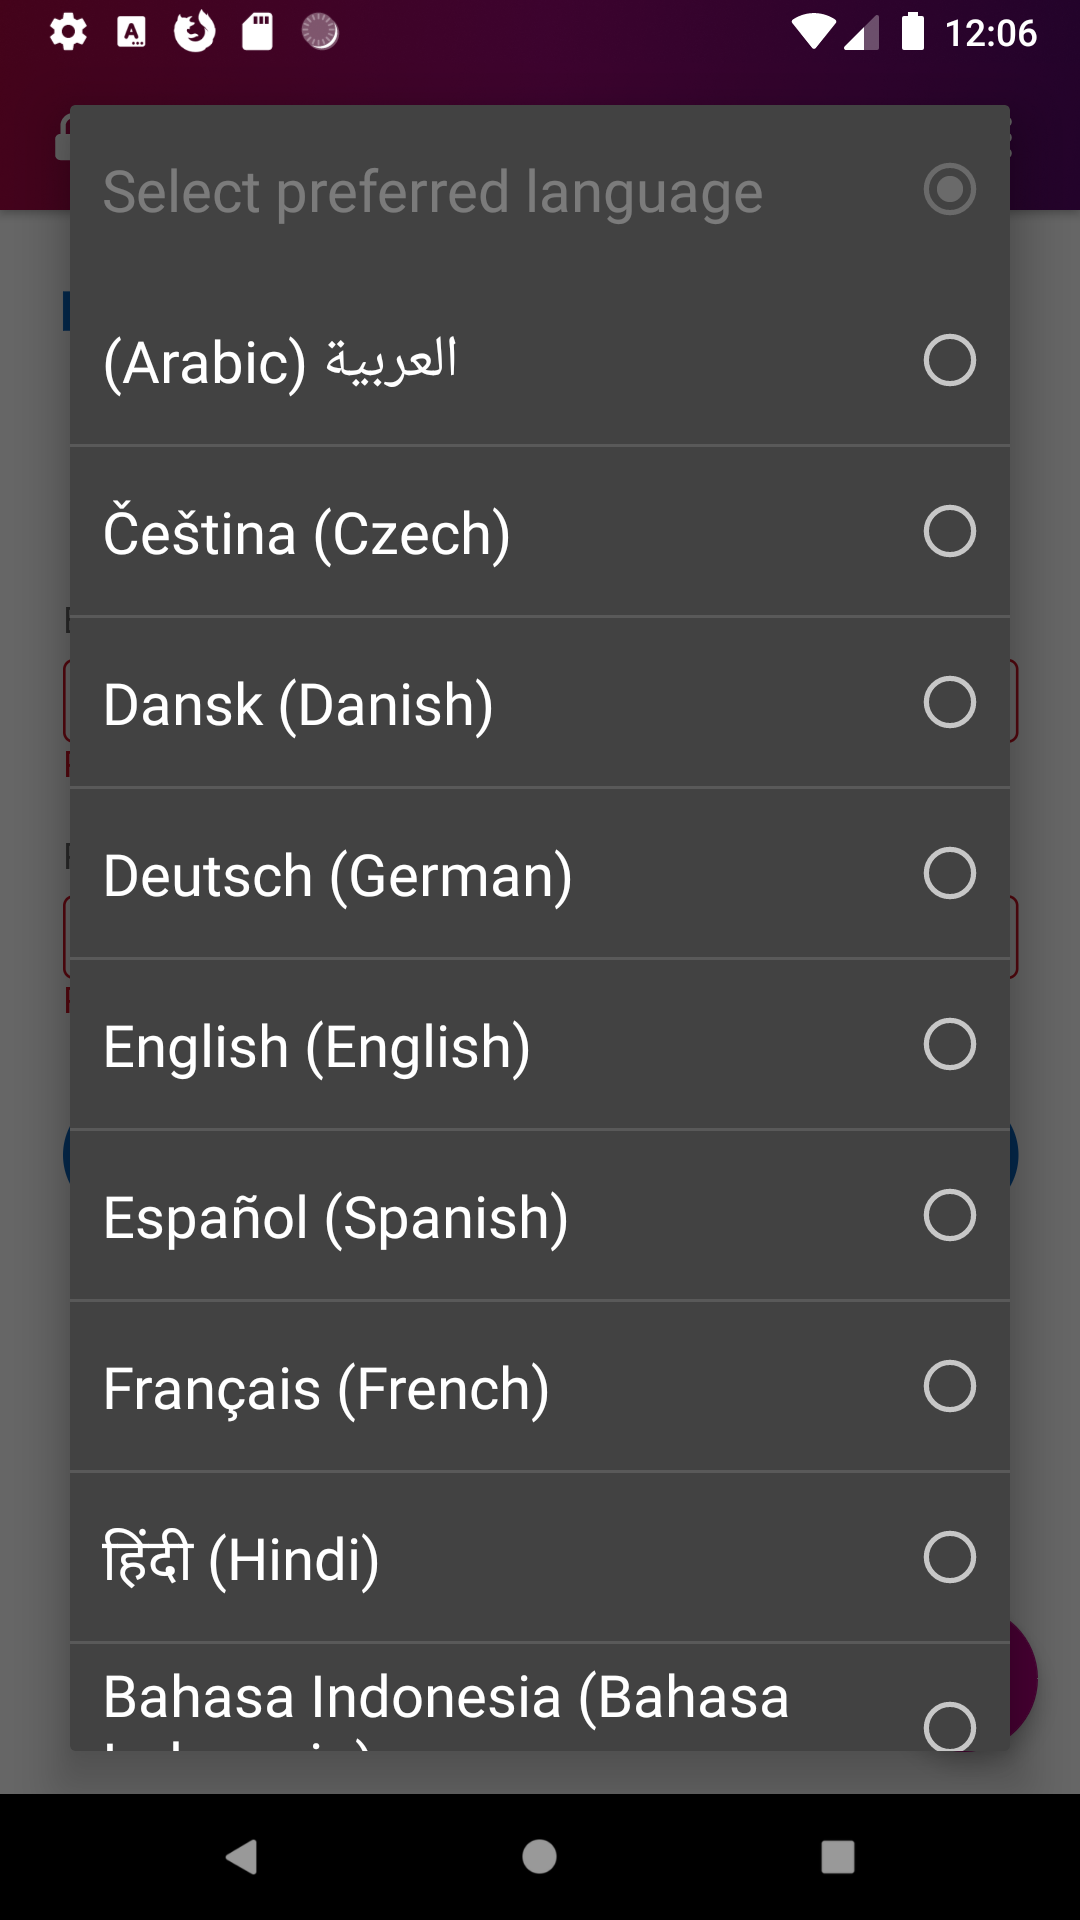 12:06
Select preferred language
(Arabic) العربية
Čeština (Czech)
Dansk (Danish)
Deutsch (German)
English (English)
Español (Spanish)
Français (French)
हिंदी (Hindi)
Bahasa Indonesia (Bahasa